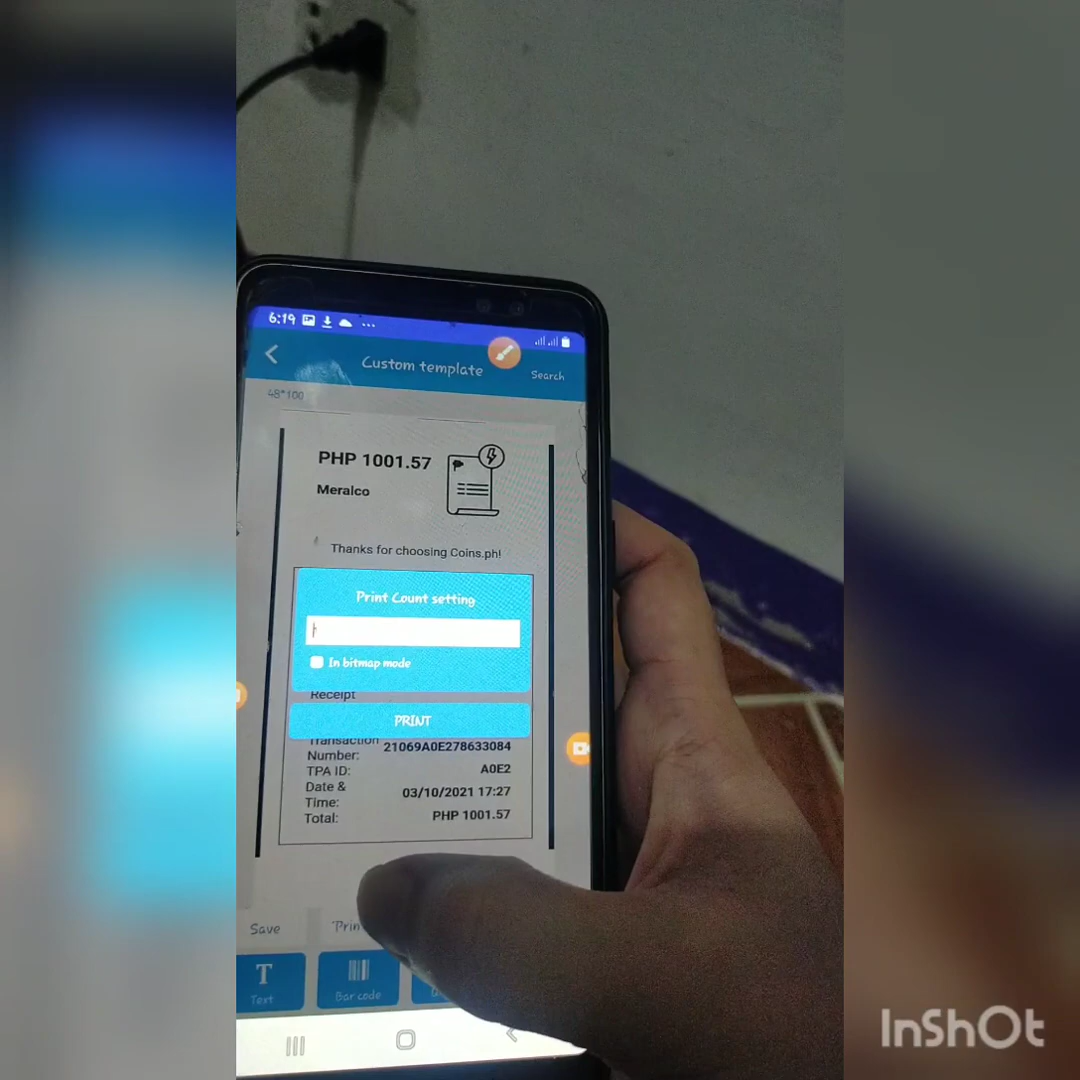 6:19
Custom template
Search
48*100
PHP 1001.57
Meralco
Thanks for choosing Coins.ph!
Print Count setting
In bitmap mode
Receipt
PRINT
Transaction
Number: 21069A0E278633084
TPA ID: A0E2
Date & Time: 03/10/2021 17:27
Total: PHP 1001.57
Save
Text
Bar code
InShOt